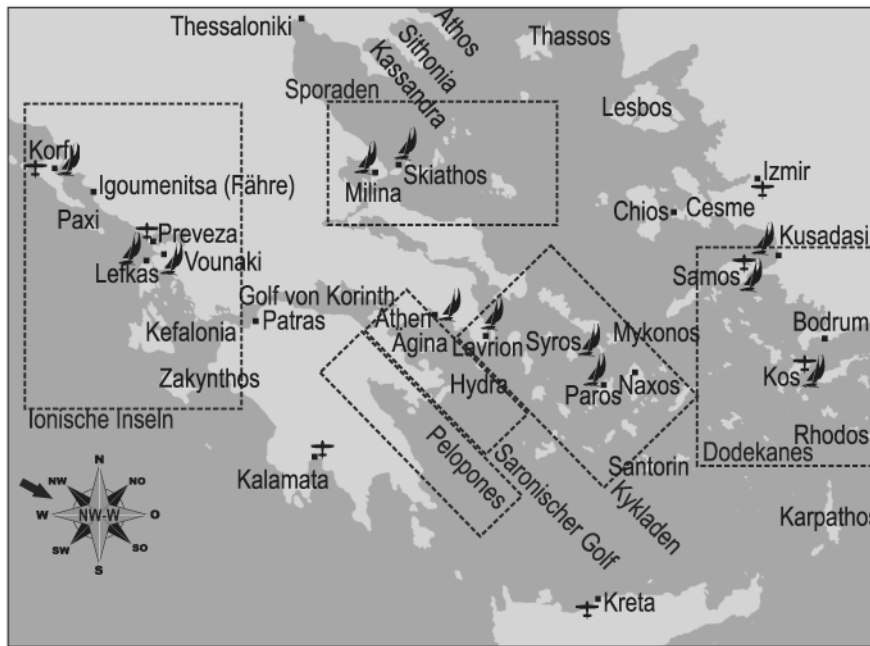 Thessaloniki
Athos
Sithonia
Kassandra
Thassos
Sporaden
Lesbos
Korfu
Milina
Skiathos
Izmir
Igoumenitsa (Fähre)
Chios
Cesme
Paxi
Preveza
Kusadasi
Lefkas
Vounaki
Samos
Golf von Korinth
Patras
Athen
Ägina
Lavrion
Syros
Mykonos
Bodrum
Kefalonia
Zakynthos
Hydra
Paros
Naxos
Kos
Ionische Inseln
Pelopones
Saronischer Golf
Kykladen
Santorin
Rhodos
Dodekanes
Kalamata
Karpathos
Kreta
N
NW
NO
W
NW-W
O
SW
SO
S